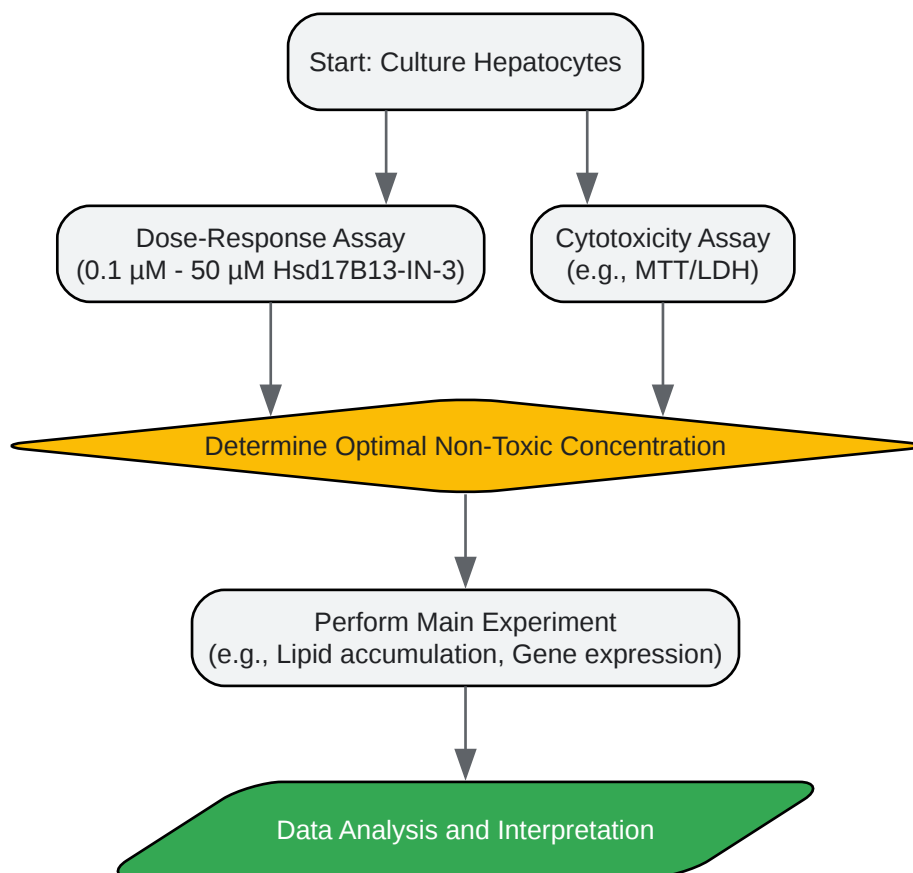 Start: Culture Hepatocytes
Dose-Response Assay
(0.1 µM - 50 µM Hsd17B13-IN-3)
Cytotoxicity Assay
(e.g., MTT/LDH)
Determine Optimal Non-Toxic Concentration
Perform Main Experiment
(e.g., Lipid accumulation, Gene expression)
Data Analysis and Interpretation